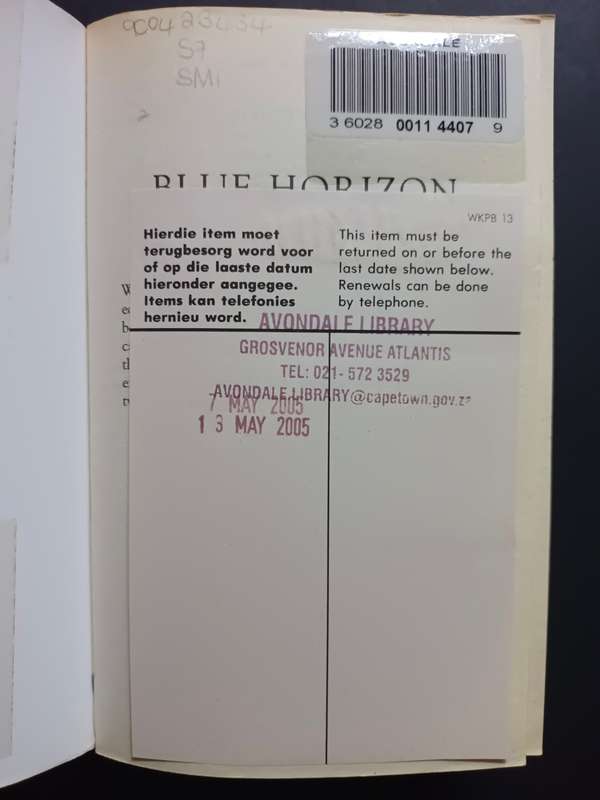 S7
SMi
3 6028 0011 4407 9
BLUE HORIZON
WKPB 13
Hierdie item moet
terugbesorg word voor
of op die laaste datum
hieronder aangegee.
Items kan telefonies
hernieu word.
This item must be
returned on or before the
last date shown below.
Renewals can be done
by telephone.
AVONDALE LIBRARY
GROSVENOR AVENUE ATLANTIS
TEL: 021- 572 3529
AVONDALE.LIBRARY@capetown.gov.za
7 MAY 2005
1 3 MAY 2005